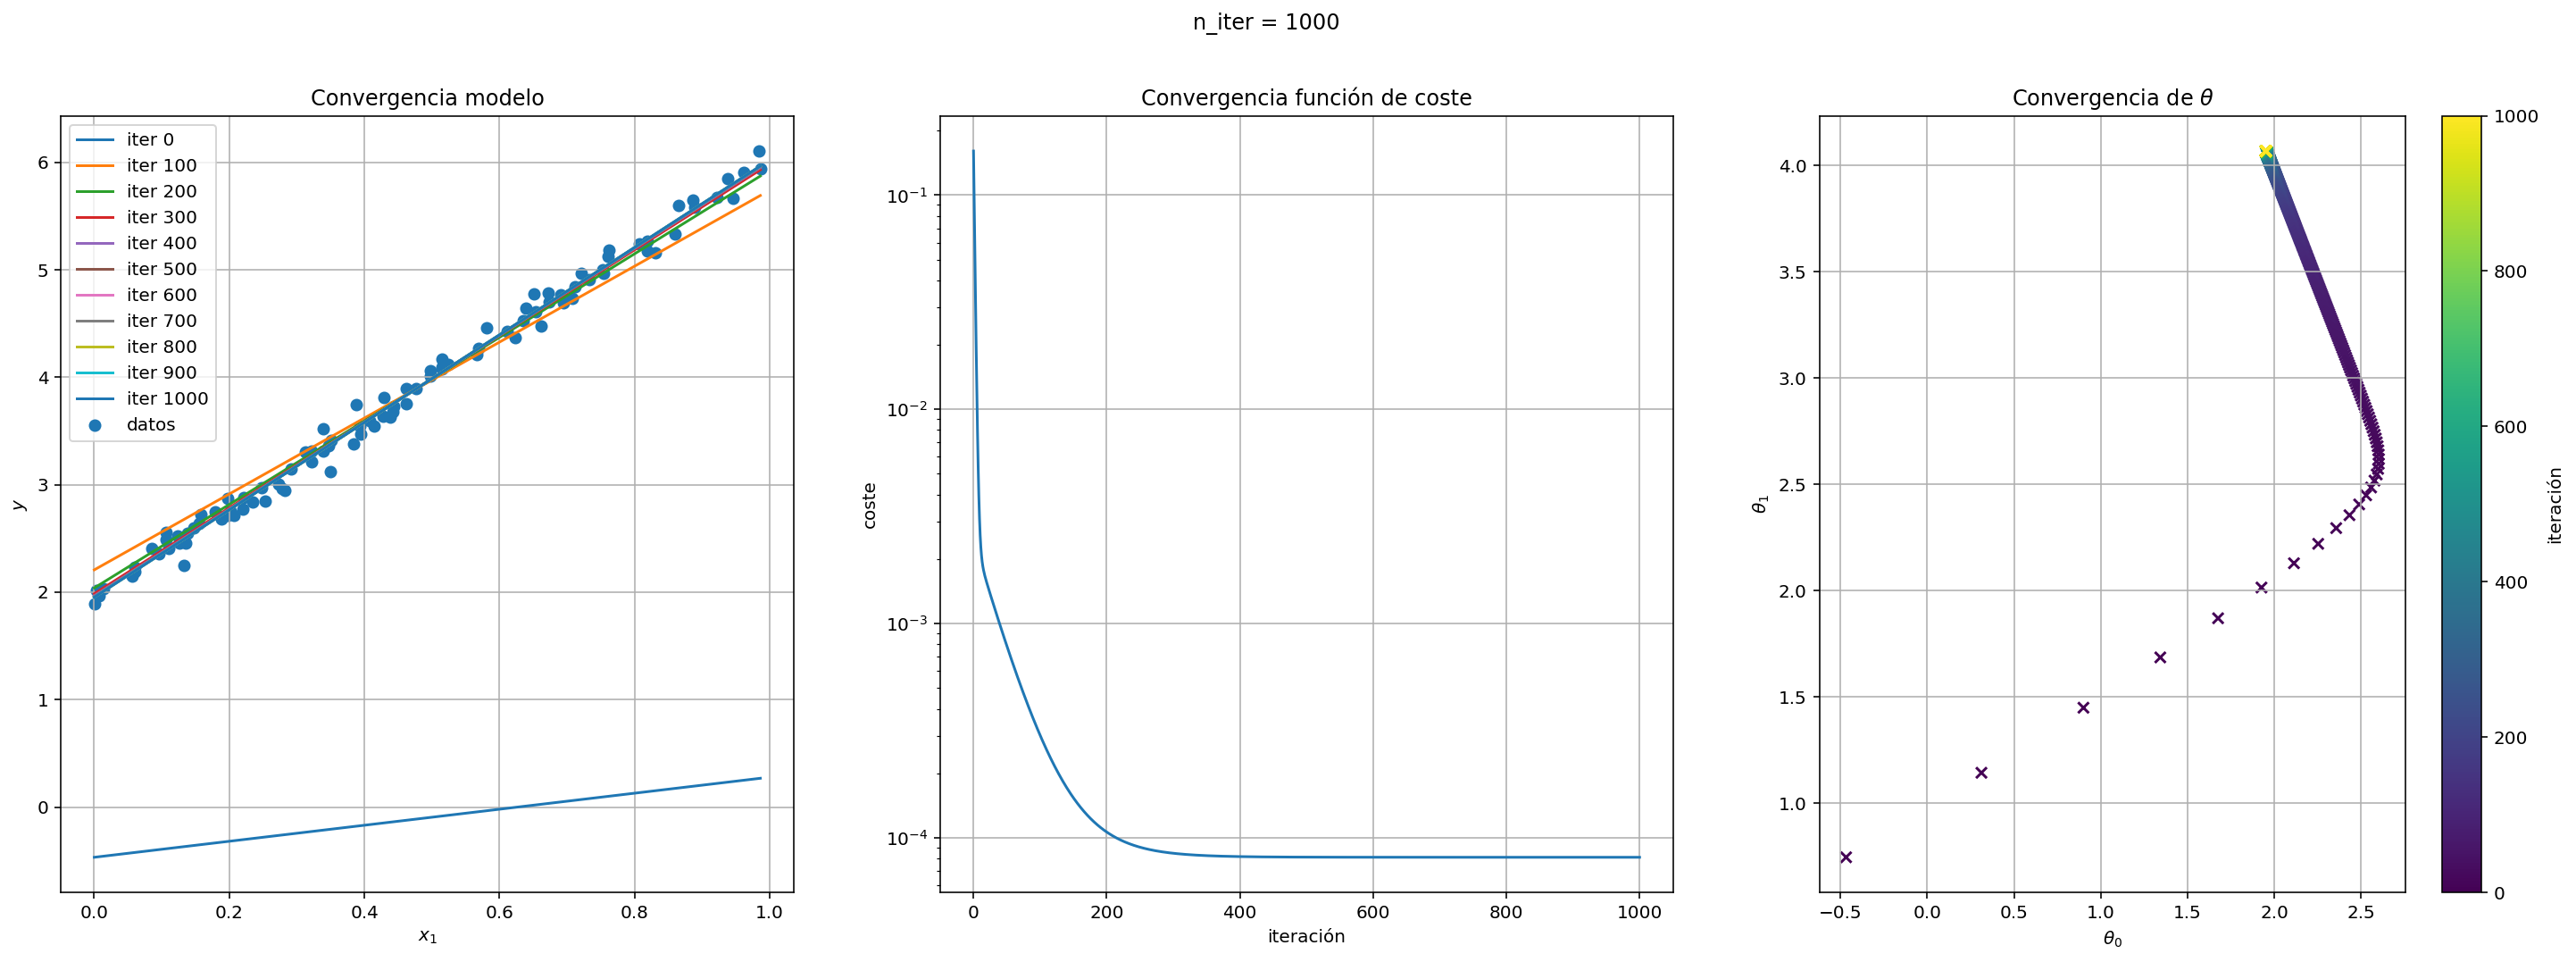 n_iter = 1000
Convergencia modelo
iter 0
iter 100
iter 200
iter 300
iter 400
iter 500
iter 600
iter 700
iter 800
iter 900
iter 1000
datos
6
5
4
3
2
1
0
y
0.0 0.2 0.4 0.6 0.8 1.0
x₁
Convergencia función de coste
10⁻¹
10⁻²
10⁻³
10⁻⁴
coste
0 200 400 600 800 1000
iteración
Convergencia de θ
4.0
3.5
3.0
2.5
2.0
1.5
1.0
θ₁
−0.5 0.0 0.5 1.0 1.5 2.0 2.5
θ₀
1000
800
600
400
200
0
iteración